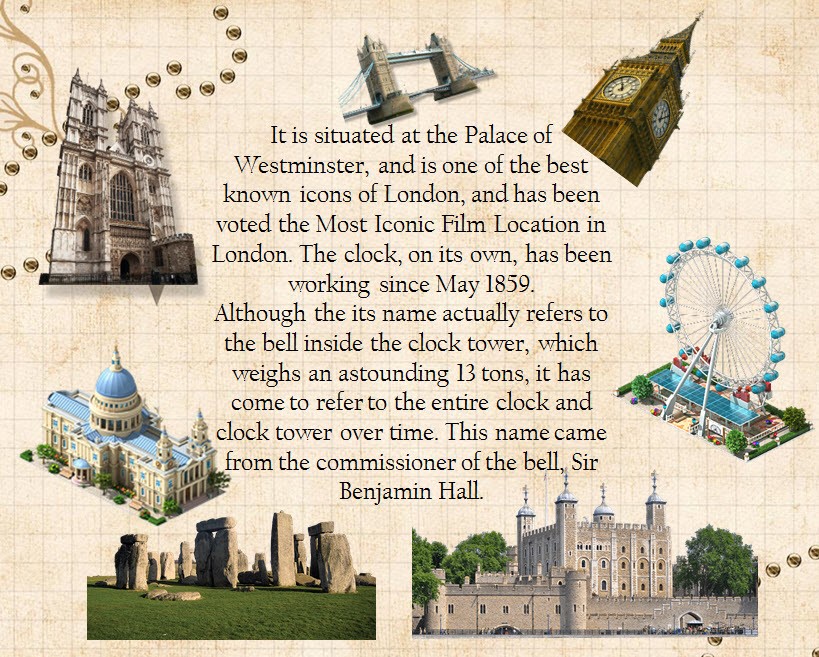 It is situated at the Palace of
Westminster, and is one of the best
known icons of London, and has been
voted the Most Iconic Film Location in
London. The clock, on its own, has been
working since May 1859.
Although the its name actually refers to
the bell inside the clock tower, which
weighs an astounding 13 tons, it has
come to refer to the entire clock and
clock tower over time. This name came
from the commissioner of the bell, Sir
Benjamin Hall.